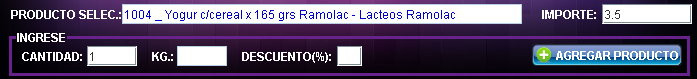 PRODUCTO SELEC.: 1004 _ Yogur c/cereal x 165 grs Ramolac - Lacteos Ramolac IMPORTE: 3.5
INGRESE
CANTIDAD: 1 KG.: DESCUENTO(%): AGREGAR PRODUCTO